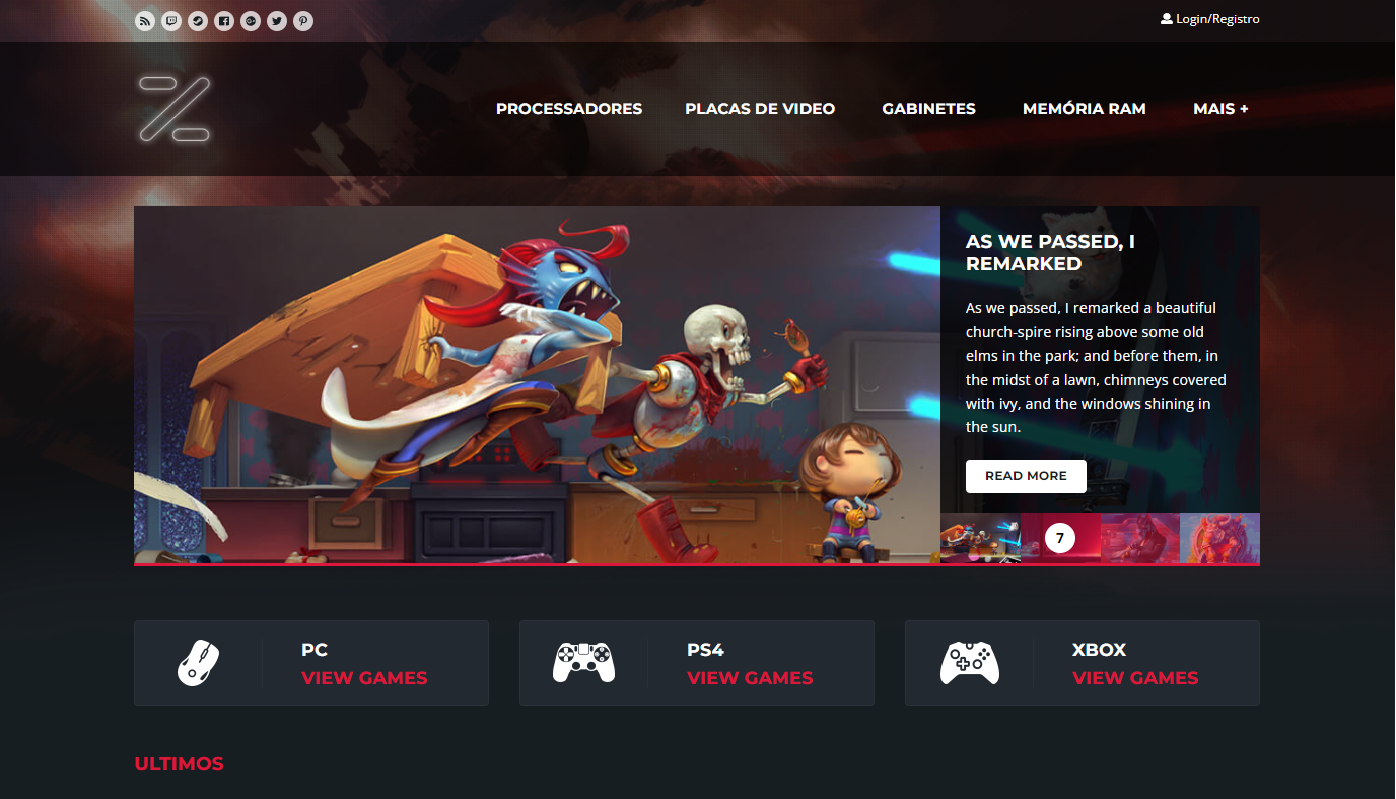 Login/Registro
PROCESSADORES PLACAS DE VIDEO GABINETES MEMÓRIA RAM MAIS +
AS WE PASSED, I
REMARKED
As we passed, I remarked a beautiful
church-spire rising above some old
elms in the park; and before them, in
the midst of a lawn, chimneys covered
with ivy, and the windows shining in
the sun.
READ MORE
7
PC
VIEW GAMES
PS4
VIEW GAMES
XBOX
VIEW GAMES
ULTIMOS